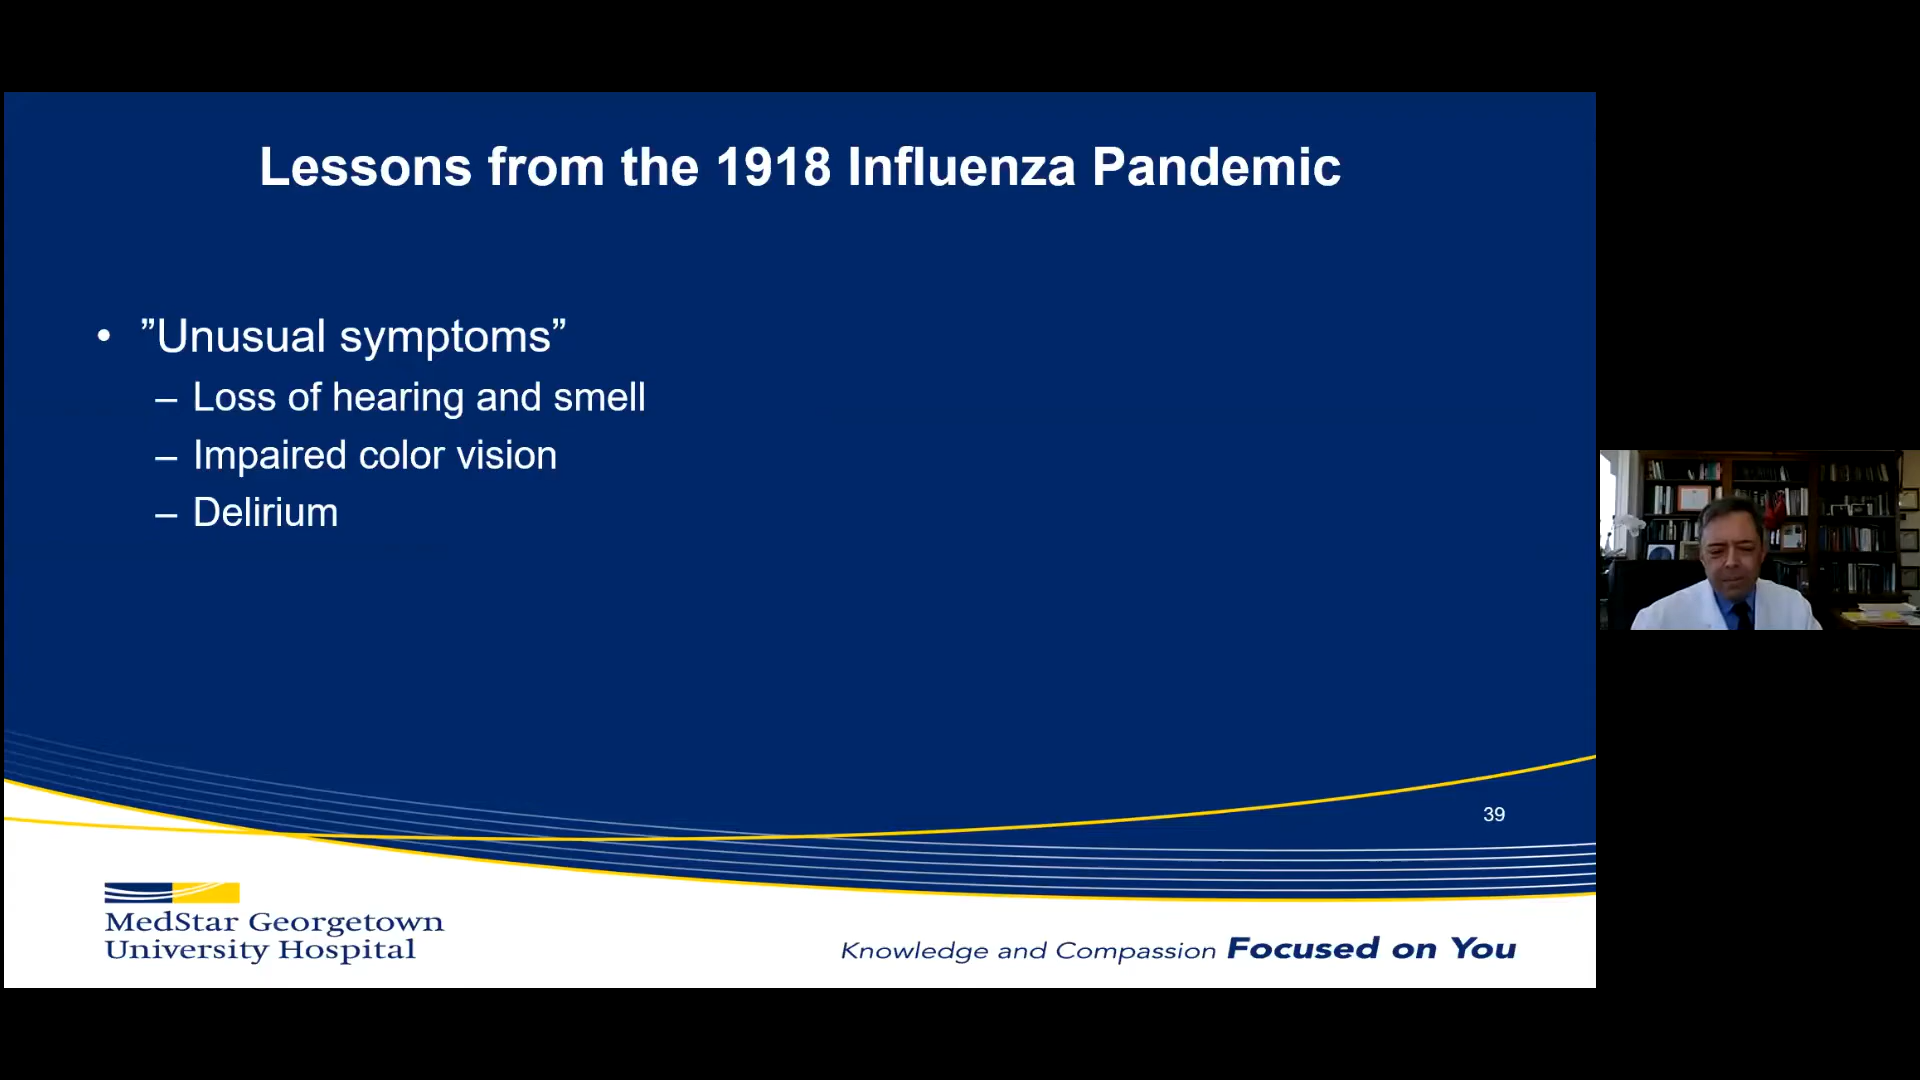 Lessons from the 1918 Influenza Pandemic
• ”Unusual symptoms”
– Loss of hearing and smell
– Impaired color vision
– Delirium
39
MedStar Georgetown
University Hospital
Knowledge and Compassion Focused on You